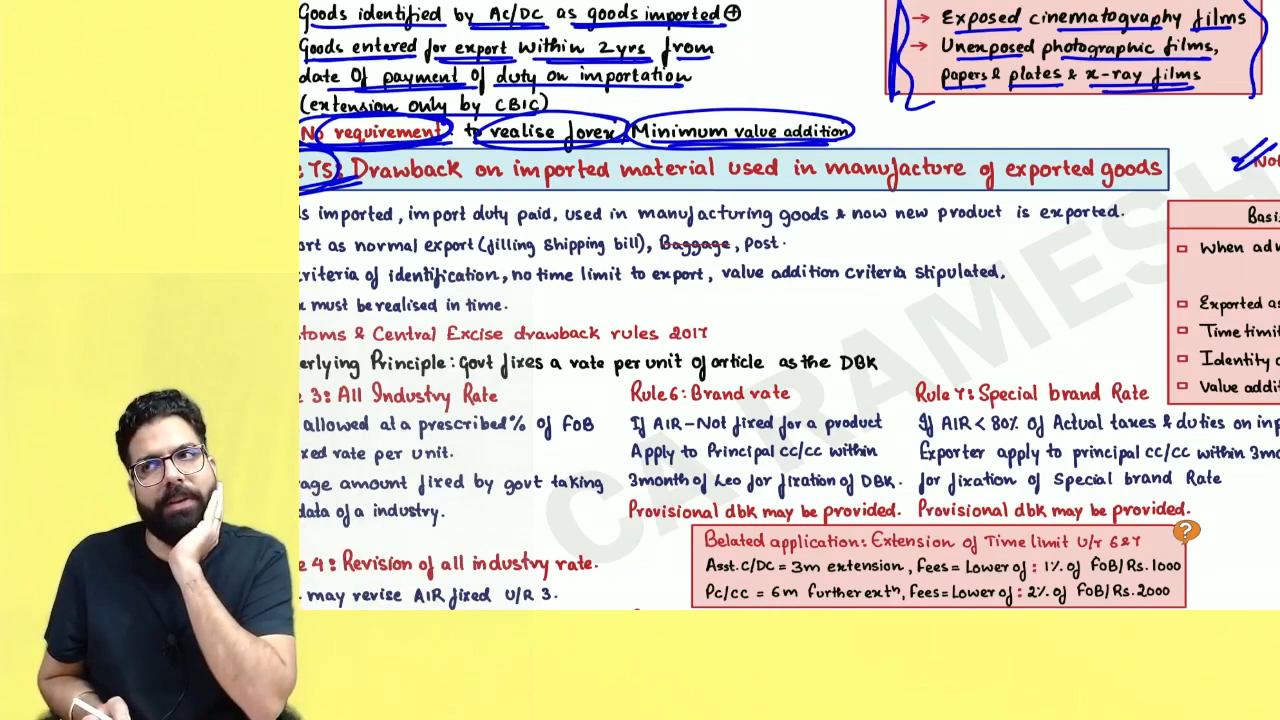 Goods identified by AC/DC as goods imported ⊕
Goods entered for export within 2yrs from
date of payment of duty on importation
(extension only by CBIC)
No requirement to realise forex, Minimum value addition
→ Exposed cinematography films
→ Unexposed photographic films,
papers & plates & x-ray films
: 75: Drawback on imported material used in manufacture of exported goods
s imported, import duty paid, used in manufacturing goods & now new product is exported.
ort as normal export (filling shipping bill), Baggage, post.
criteria of identification, no time limit to export, value addition criteria stipulated,
must be realised in time.
toms & Central Excise drawback rules 2017
erlying Principle: Govt fixes a rate per unit of article as the DBK
e 3: All Industry Rate
allowed at a prescribed % of FOB
xed rate per unit.
rage amount fixed by govt taking
data of a industry.
e 4: Revision of all industry rate.
. may revise AIR fixed U/R 3.
Rule 6: Brand rate
If AIR-Not fixed for a product
Apply to Principal CC/CC within
3month of Leo for fixation of DBK.
Provisional dbk may be provided.
Rule 7: Special brand Rate
If AIR < 80% of Actual taxes & duties on inp
Exporter apply to principal CC/CC within 3mo
for fixation of Special brand Rate
Provisional dbk may be provided.
Belated application: Extension of Time limit U/r 6&7
Asst.C/DC = 3m extension, Fees = Lower of: 1% of FOB/Rs.1000
Pc/cc = 6m further extn, Fees = Lower of: 2% of FOB/Rs.2000
?
Not
Basi
When adv
Exported as
Time limit
Identity o
Value addit
CA RAMESH